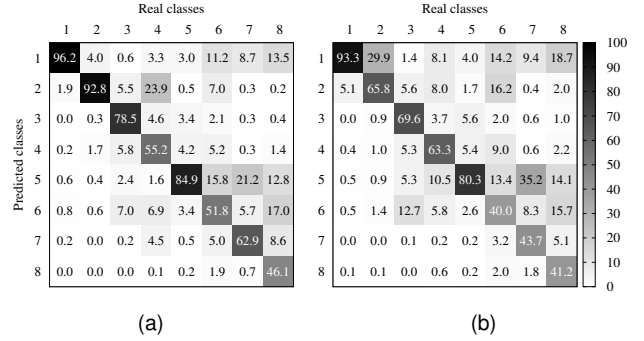 Real classes
Real classes
1 2 3 4 5 6 7 8
1 2 3 4 5 6 7 8
Predicted classes
1 96.2 4.0 0.6 3.3 3.0 11.2 8.7 13.5
2 1.9 92.8 5.5 23.9 0.5 7.0 0.3 0.2
3 0.0 0.3 78.5 4.6 3.4 2.1 0.3 0.4
4 0.2 1.7 5.8 55.2 4.2 5.2 0.3 1.4
5 0.6 0.4 2.4 1.6 84.9 15.8 21.2 12.8
6 0.8 0.6 7.0 6.9 3.4 51.8 5.7 17.0
7 0.2 0.0 0.2 4.5 0.5 5.0 62.9 8.6
8 0.0 0.0 0.0 0.1 0.2 1.9 0.7 46.1
1 93.3 29.9 1.4 8.1 4.0 14.2 9.4 18.7
2 5.1 65.8 5.6 8.0 1.7 16.2 0.4 2.0
3 0.0 0.9 69.6 3.7 5.6 2.0 0.6 1.0
4 0.4 1.0 5.3 63.3 5.4 9.0 0.6 2.2
5 0.5 0.9 5.3 10.5 80.3 13.4 35.2 14.1
6 0.5 1.4 12.7 5.8 2.6 40.0 8.3 15.7
7 0.0 0.0 0.1 0.2 0.2 3.2 43.7 5.1
8 0.1 0.1 0.0 0.6 0.2 2.0 1.8 41.2
100
90
80
70
60
50
40
30
20
10
0
(a)
(b)